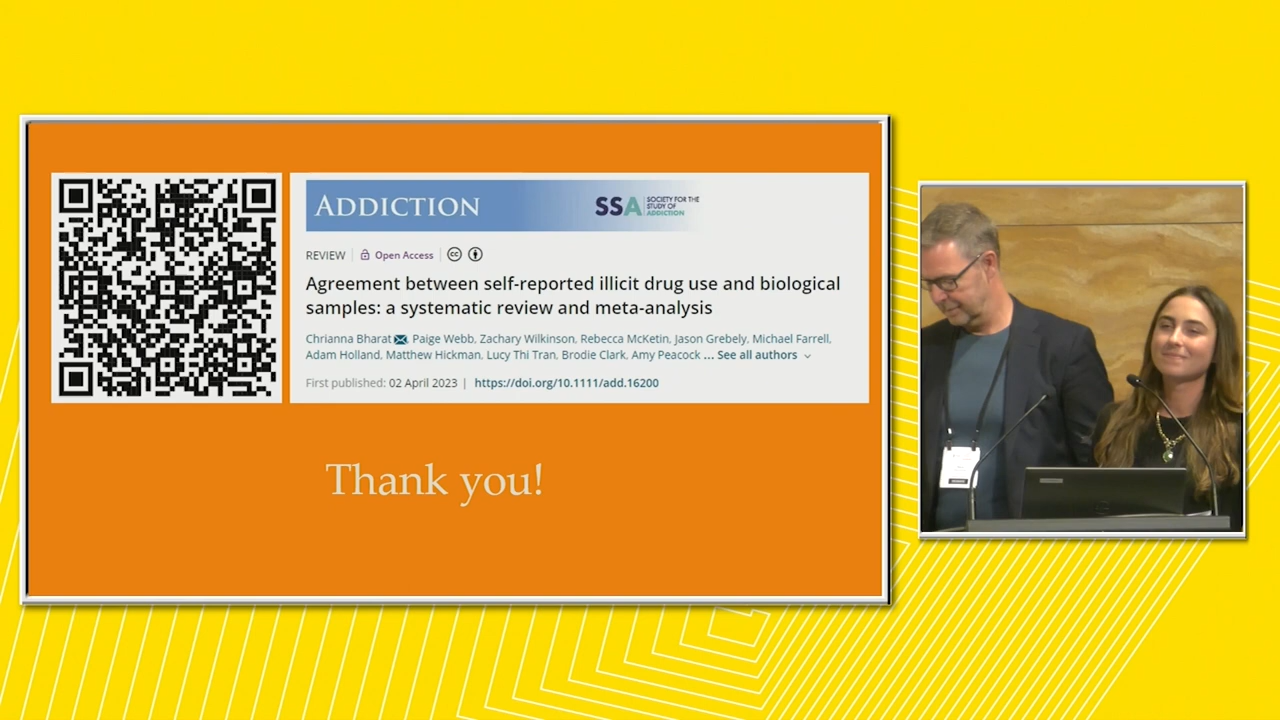 ADDICTION
SSA
SOCIETY FOR THE
STUDY OF
ADDICTION
REVIEW
Open Access
cc
Agreement between self-reported illicit drug use and biological
samples: a systematic review and meta-analysis
Chrianna Bharat, Paige Webb, Zachary Wilkinson, Rebecca McKetin, Jason Grebely, Michael Farrell,
Adam Holland, Matthew Hickman, Lucy Thi Tran, Brodie Clark, Amy Peacock ... See all authors
First published: 02 April 2023 | https://doi.org/10.1111/add.16200
Thank you!